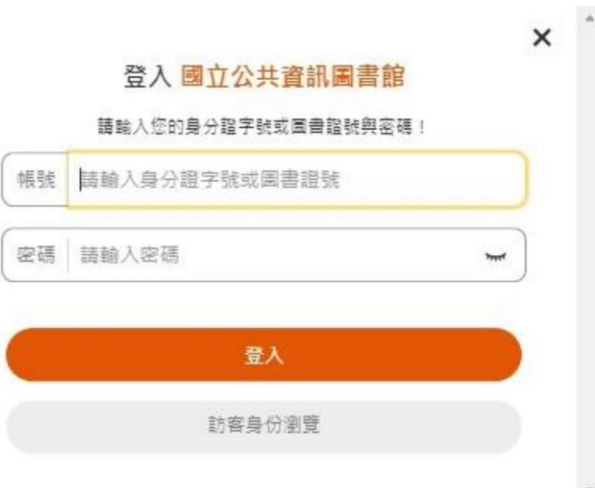 登入 國立公共資訊圖書館
請輸入您的身分證字號或圖書證號與密碼！
帳號 請輸入身分證字號或圖書證號
密碼 請輸入密碼
登入
訪客身份瀏覽